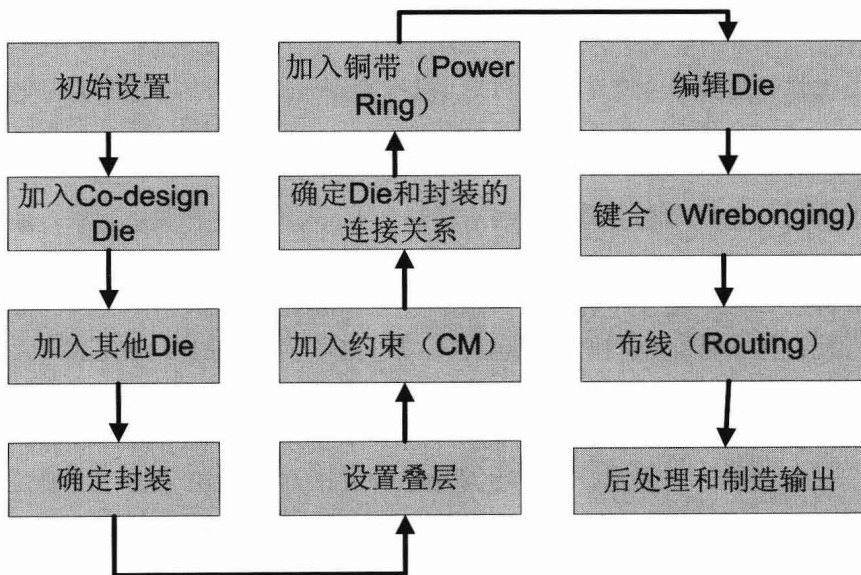 初始设置
加入Co-design
Die
加入其他Die
确定封装
设置叠层
加入约束（CM）
确定Die和封装的
连接关系
加入铜带（Power
Ring）
编辑Die
键合（Wirebonging)
布线（Routing）
后处理和制造输出